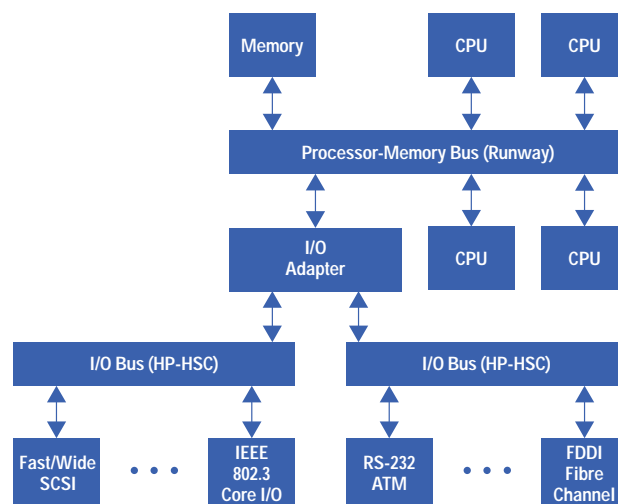 Memory
CPU
CPU
Processor-Memory Bus (Runway)
I/O
Adapter
CPU
CPU
I/O Bus (HP-HSC)
I/O Bus (HP-HSC)
Fast/Wide
SCSI
IEEE
802.3
Core I/O
RS-232
ATM
FDDI
Fibre
Channel